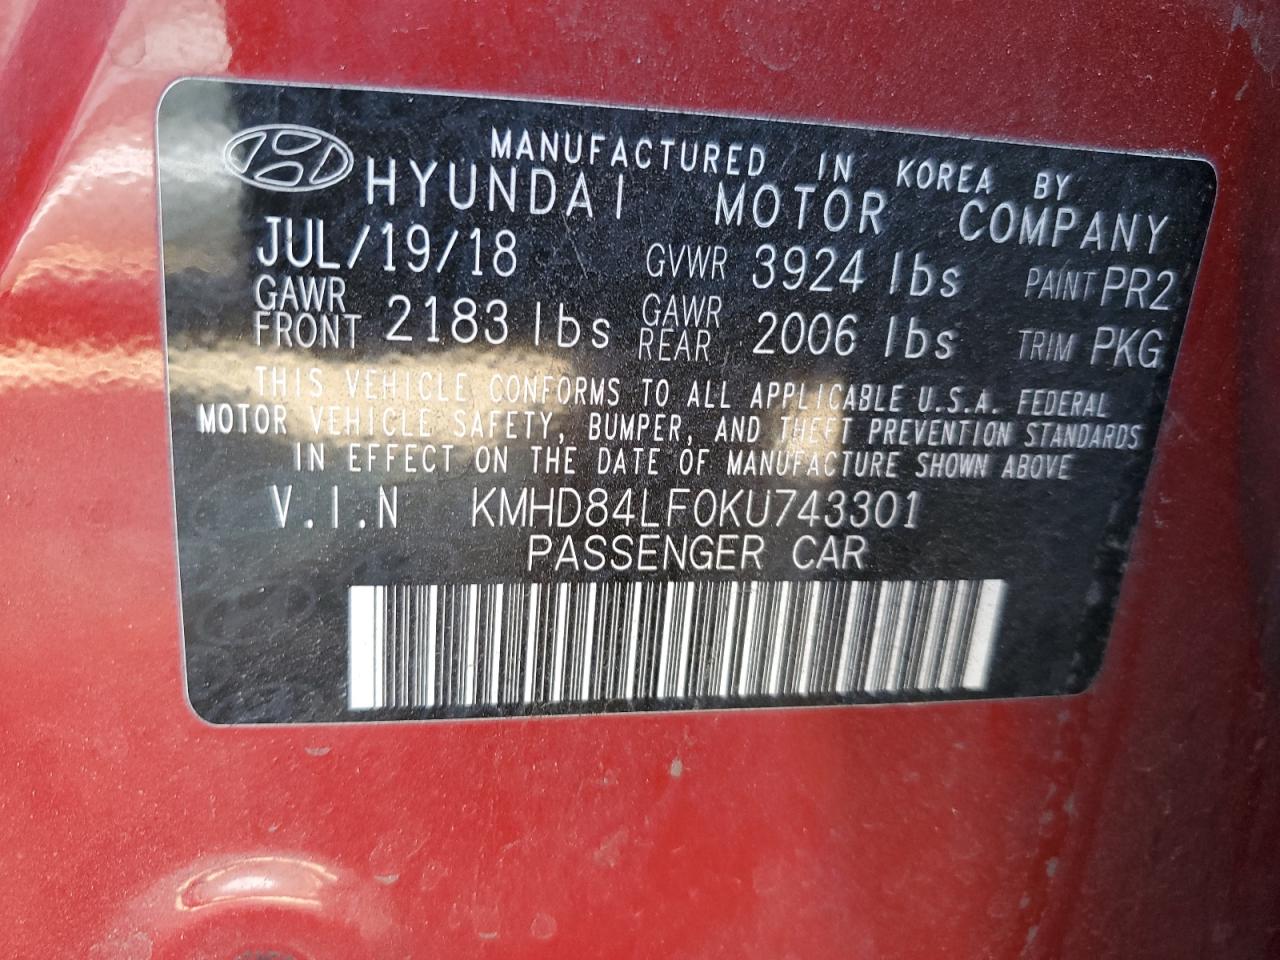 MANUFACTURED IN KOREA BY
HYUNDAI MOTOR COMPANY
JUL/19/18 GVWR 3924 lbs PAINT PR2
GAWR FRONT 2183 lbs GAWR REAR 2006 lbs TRIM PKG
THIS VEHICLE CONFORMS TO ALL APPLICABLE U.S.A. FEDERAL
MOTOR VEHICLE SAFETY, BUMPER, AND THEFT PREVENTION STANDARDS
IN EFFECT ON THE DATE OF MANUFACTURE SHOWN ABOVE
V.I.N KMHD84LF0KU743301
PASSENGER CAR